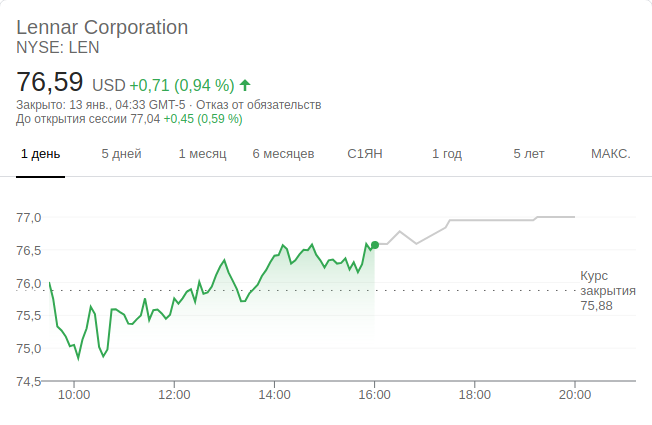 Lennar Corporation
NYSE: LEN
76,59 USD +0,71 (0,94 %)
Закрыто: 13 янв., 04:33 GMT-5 · Отказ от обязательств
До открытия сессии 77,04 +0,45 (0,59 %)
1 день 5 дней 1 месяц 6 месяцев С1ЯН 1 год 5 лет МАКС.
77,0
76,5
76,0
75,5
75,0
74,5
Курс
закрытия
75,88
10:00 12:00 14:00 16:00 18:00 20:00